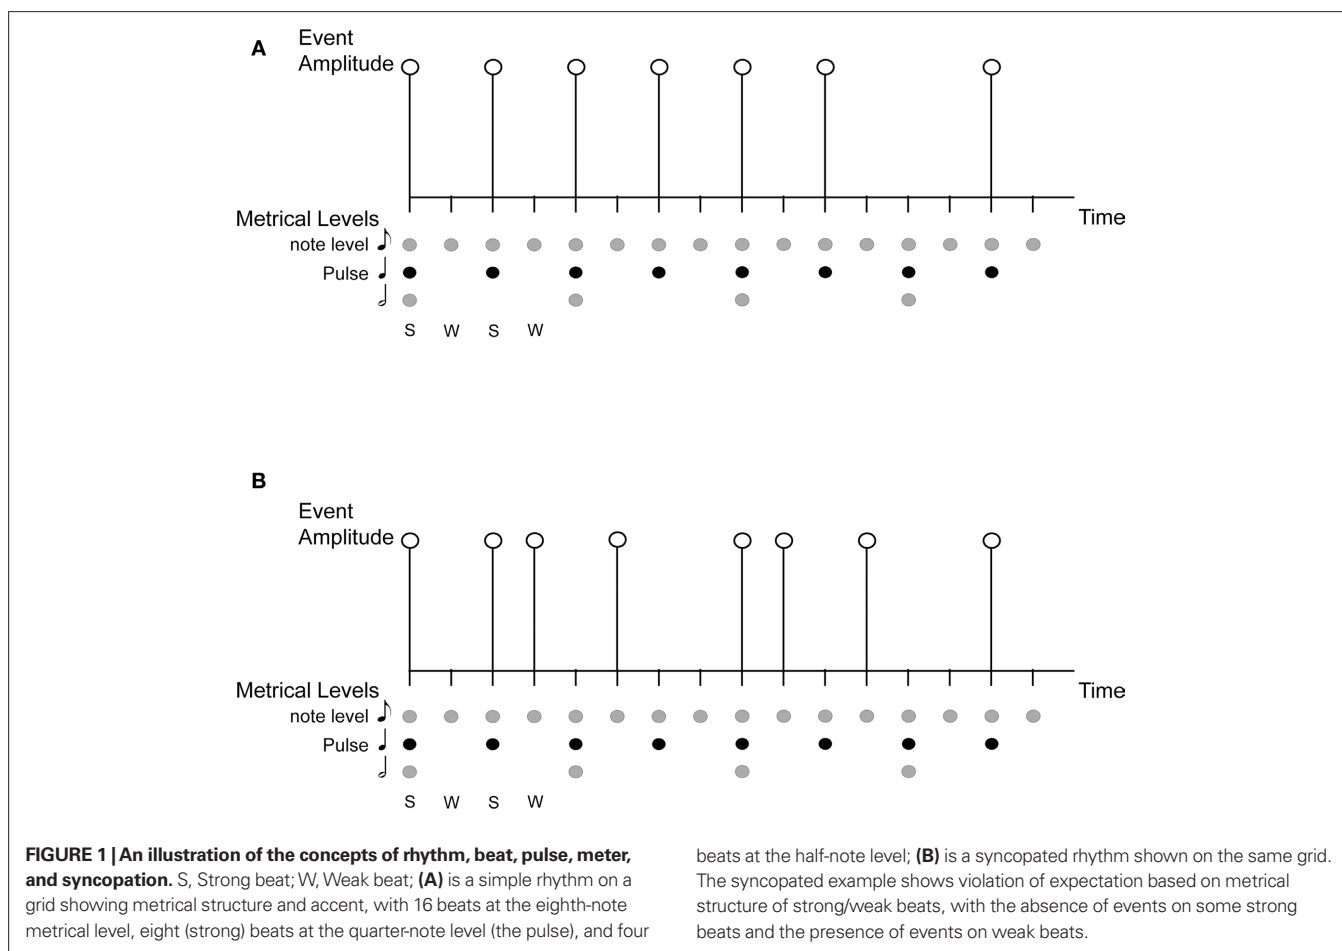 A
Event
Amplitude
Time
Metrical Levels
note level
Pulse
S W S W
B
Event
Amplitude
Time
Metrical Levels
note level
Pulse
S W S W
FIGURE 1 | An illustration of the concepts of rhythm, beat, pulse, meter,
and syncopation. S, Strong beat; W, Weak beat; (A) is a simple rhythm on a
grid showing metrical structure and accent, with 16 beats at the eighth-note
metrical level, eight (strong) beats at the quarter-note level (the pulse), and four
beats at the half-note level; (B) is a syncopated rhythm shown on the same grid.
The syncopated example shows violation of expectation based on metrical
structure of strong/weak beats, with the absence of events on some strong
beats and the presence of events on weak beats.